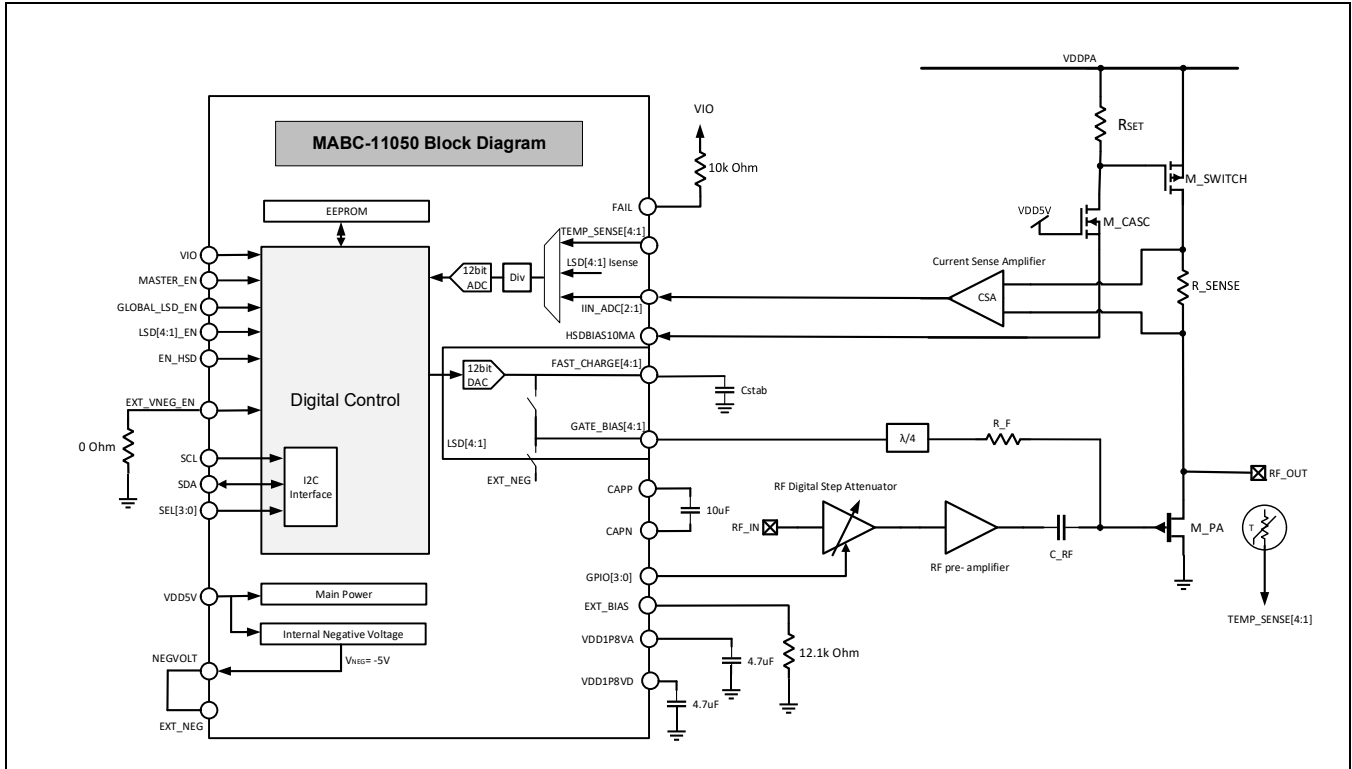 MABC-11050 Block Diagram
EEPROM
VIO
MASTER_EN
GLOBAL_LSD_EN
LSD[4:1]_EN
EN_HSD
EXT_VNEG_EN
0 Ohm
SCL
SDA
SEL[3:0]
Digital Control
I2C
Interface
VDD5V
Main Power
Internal Negative Voltage
VNEG= -5V
NEGVOLT
EXT_NEG
12bit
ADC
Div
LSD[4:1] Isense
12bit
DAC
LSD[4:1]
EXT_NEG
VIO
10k Ohm
FAIL
TEMP_SENSE[4:1]
IIN_ADC[2:1]
HSDBIAS10MA
FAST_CHARGE[4:1]
Cstab
GATE_BIAS[4:1]
CAPP
10uF
CAPN
GPIO[3:0]
EXT_BIAS
12.1k Ohm
VDD1P8VA
4.7uF
VDD1P8VD
4.7uF
VDDPA
RSET
M_SWITCH
VDD5V
M_CASC
Current Sense Amplifier
CSA
R_SENSE
λ/4
R_F
RF Digital Step Attenuator
RF_IN
RF pre- amplifier
C_RF
M_PA
RF_OUT
T
TEMP_SENSE[4:1]